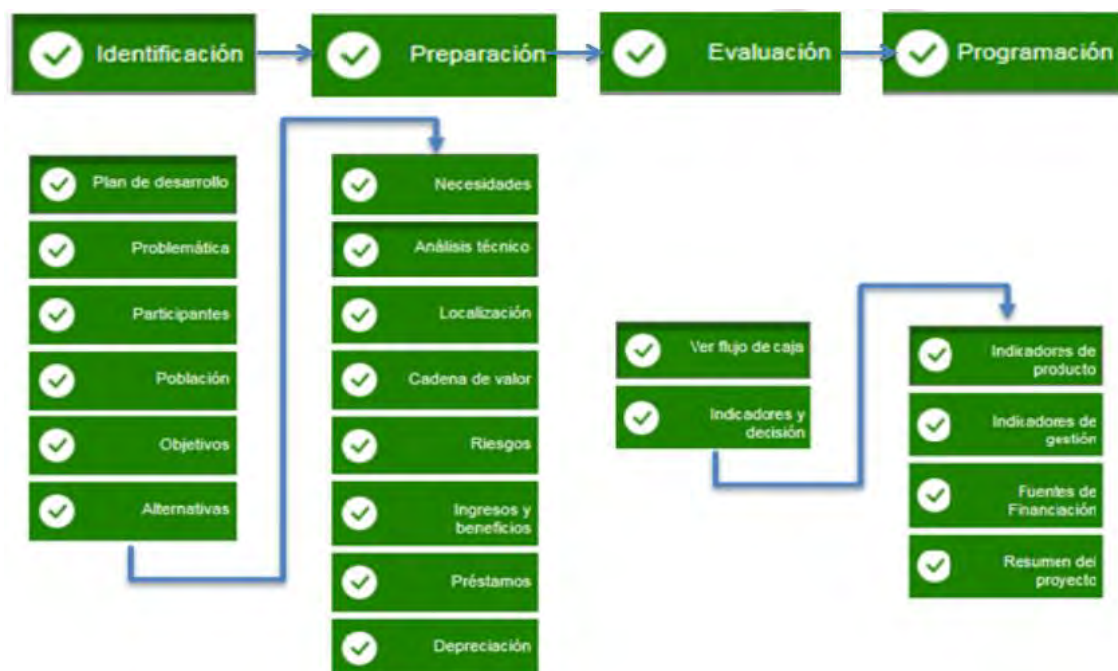 Identificación
Preparación
Evaluación
Programación
Plan de desarrollo
Problemática
Participantes
Población
Objetivos
Alternativas
Necesidades
Análisis técnico
Localización
Cadena de valor
Riesgos
Ingresos y
beneficios
Préstamos
Depreciación
Ver flujo de caja
Indicadores y
decisión
Indicadores de
producto
Indicadores de
gestión
Fuentes de
Financiación
Resumen del
proyecto